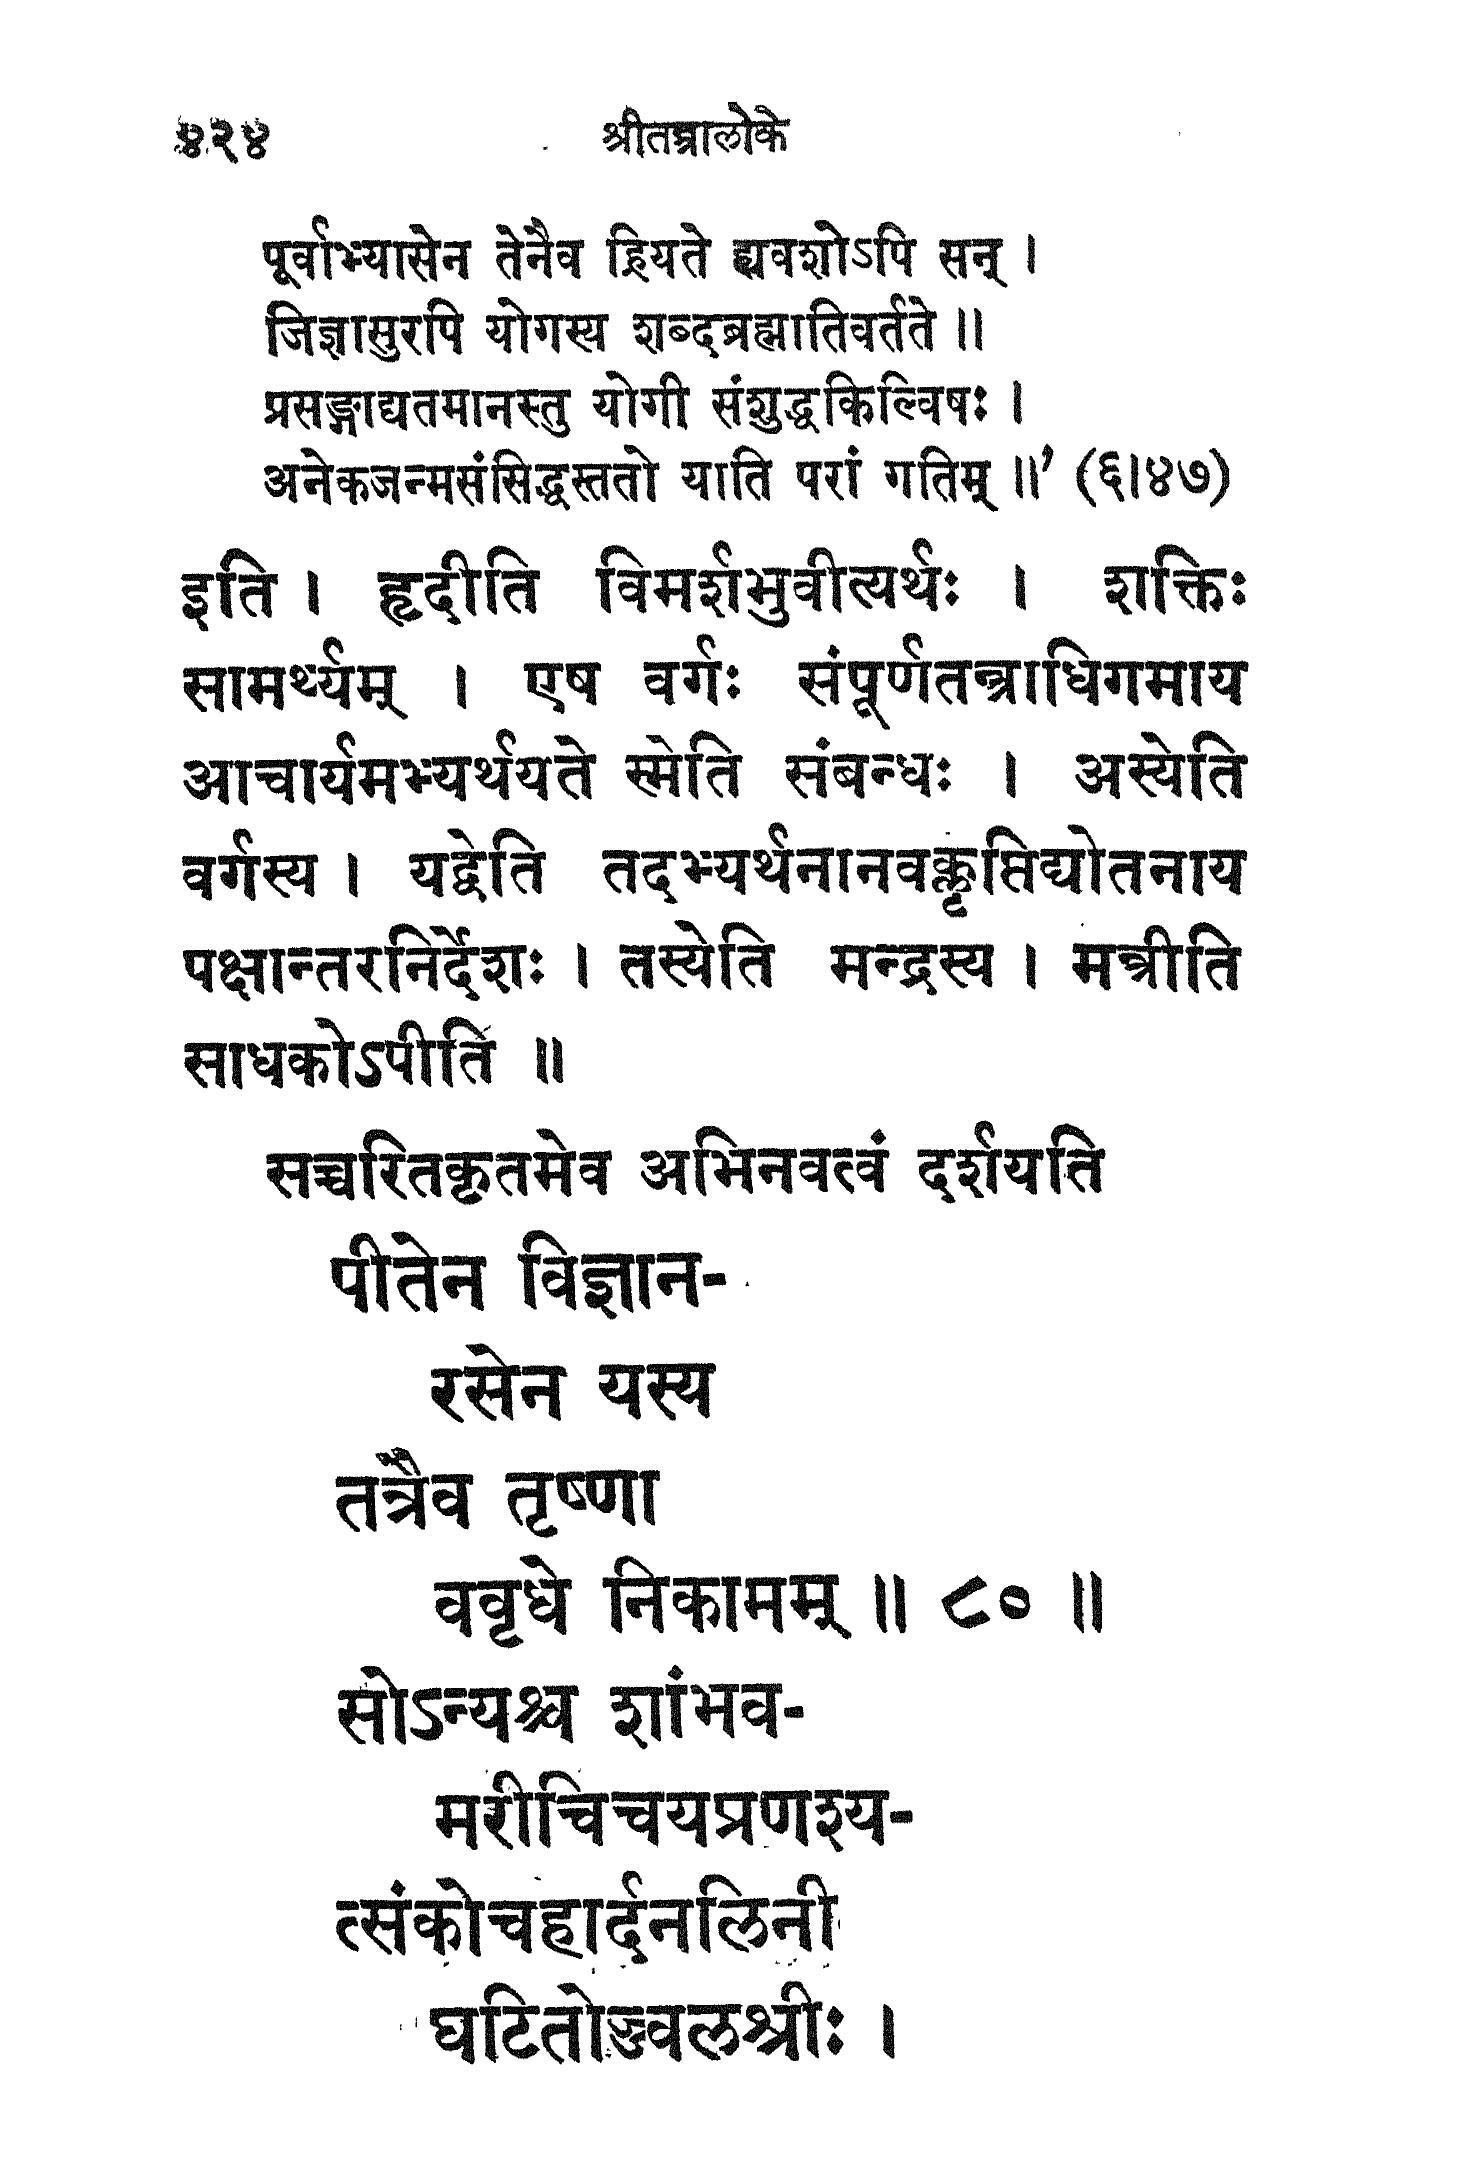 ४२४ श्रीतन्त्रालोके
पूर्वाभ्यासेन तेनैव ह्रियते ह्यवशोऽपि सन् ।
जिज्ञासुरपि योगस्य शब्दब्रह्मातिवर्तते ॥
प्रसङ्गाद्यतमानस्तु योगी संशुद्धकिल्विषः ।
अनेकजन्मसंसिद्धस्ततो याति परां गतिम् ॥’ (६।४७)
इति । हृदीति विमर्शभुवीत्यर्थः । शक्तिः
सामर्थ्यम् । एष वर्गः संपूर्णतन्त्राधिगमाय
आचार्यमभ्यर्थयते स्मेति संबन्धः । अस्येति
वर्गस्य । यद्वेति तदभ्यर्थनानवक्लृप्तिद्योतनाय
पक्षान्तरनिर्देशः । तस्येति मन्द्रस्य । मन्त्रीति
साधकोऽपीति ॥
सच्चरितकृतमेव अभिनवत्वं दर्शयति
पीतेन विज्ञान-
रसेन यस्य
तत्रैव तृष्णा
ववृधे निकामम् ॥ ८० ॥
सोऽन्यश्च शांभव-
मरीचिचयप्रणश्य-
त्संकोचहार्दनलिनी
घटितोज्ज्वलश्रीः ।